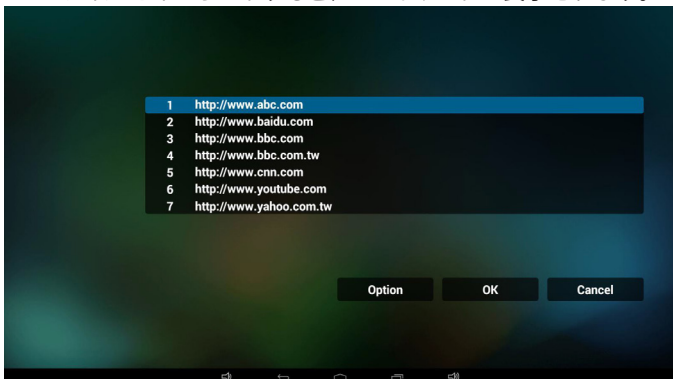 1 http://www.abc.com
2 http://www.baidu.com
3 http://www.bbc.com
4 http://www.bbc.com.tw
5 http://www.cnn.com
6 http://www.youtube.com
7 http://www.yahoo.com.tw
Option OK Cancel